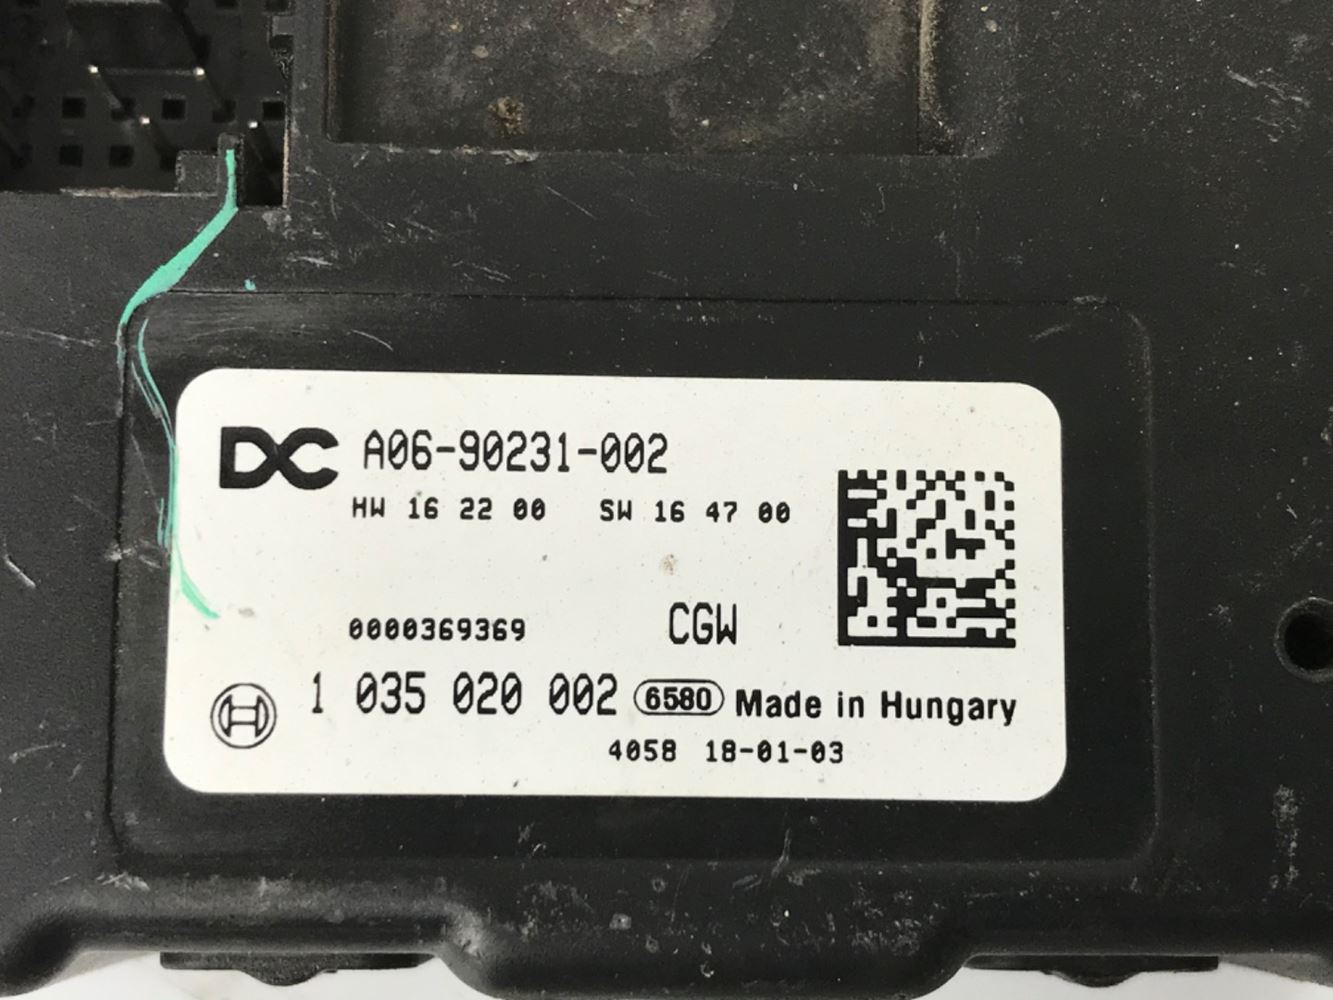 DC A06-90231-002
HW 16 22 00 SW 16 47 00
0000369369 CGW
1 035 020 002 6580 Made in Hungary
4058 18-01-03